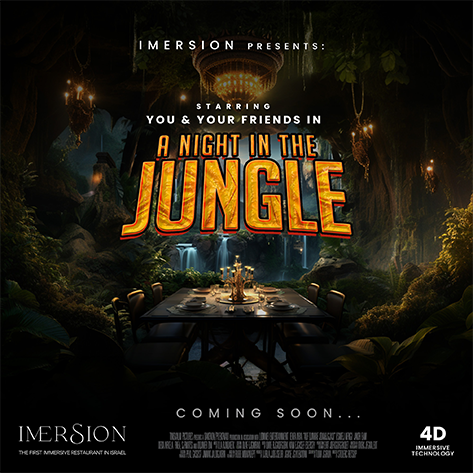 IMERSION PRESENTS:
STARRING
YOU & YOUR FRIENDS IN
A NIGHT IN THE
JUNGLE
COMING SOON...
IMERSION
THE FIRST IMMERSIVE RESTAURANT IN ISRAEL
4D
IMMERSIVE
TECHNOLOGY